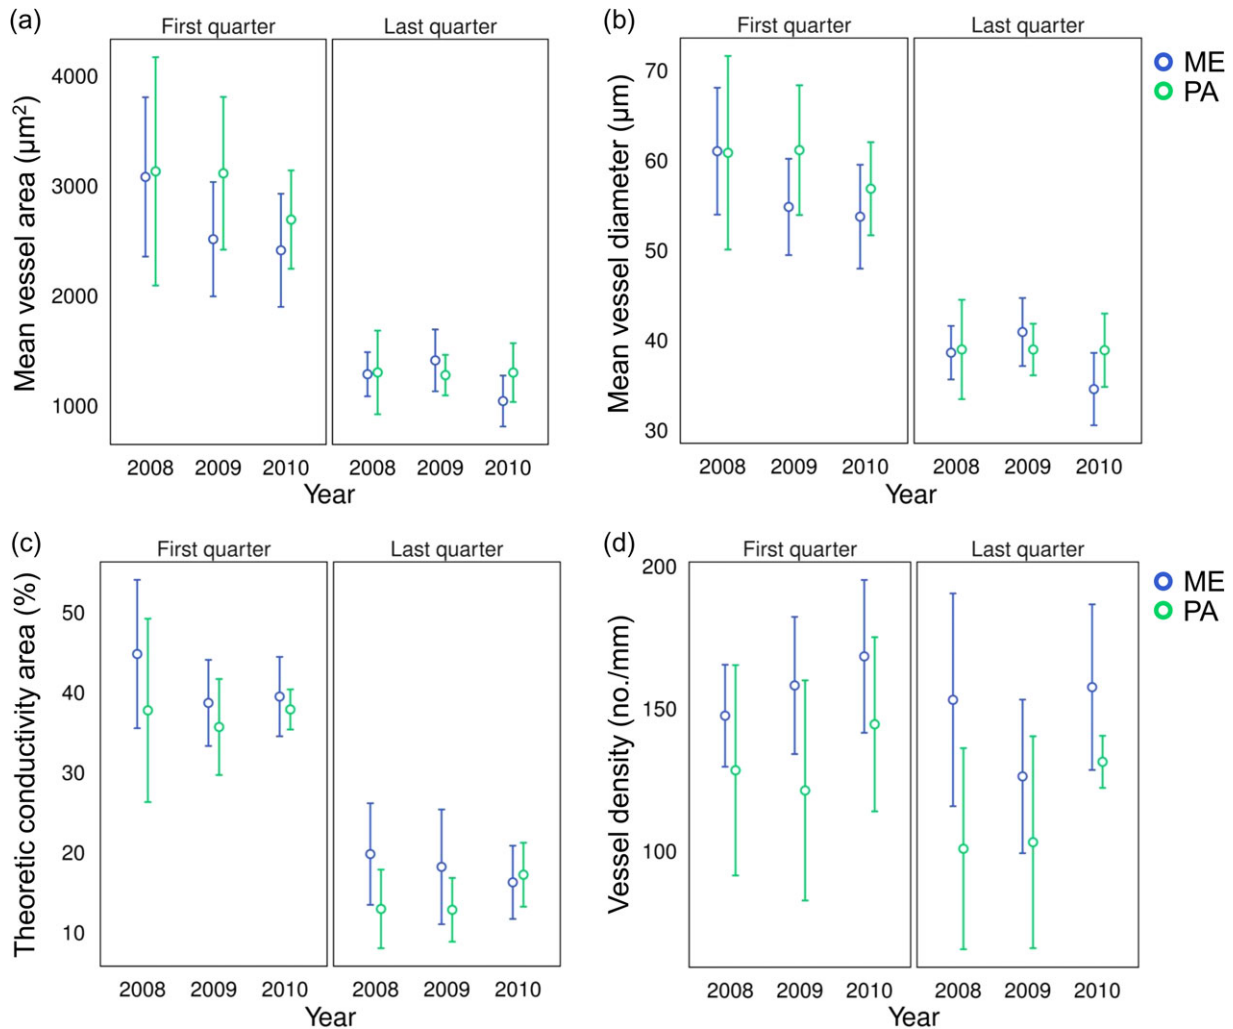 (a)
First quarter
Last quarter
Mean vessel area (μm²)
4000
3000
2000
1000
2008 2009 2010
2008 2009 2010
Year
(b)
First quarter
Last quarter
ME
PA
Mean vessel diameter (μm)
70
60
50
40
30
2008 2009 2010
2008 2009 2010
Year
(c)
First quarter
Last quarter
Theoretic conductivity area (%)
50
40
30
20
10
2008 2009 2010
2008 2009 2010
Year
(d)
First quarter
Last quarter
ME
PA
Vessel density (no./mm)
200
150
100
2008 2009 2010
2008 2009 2010
Year